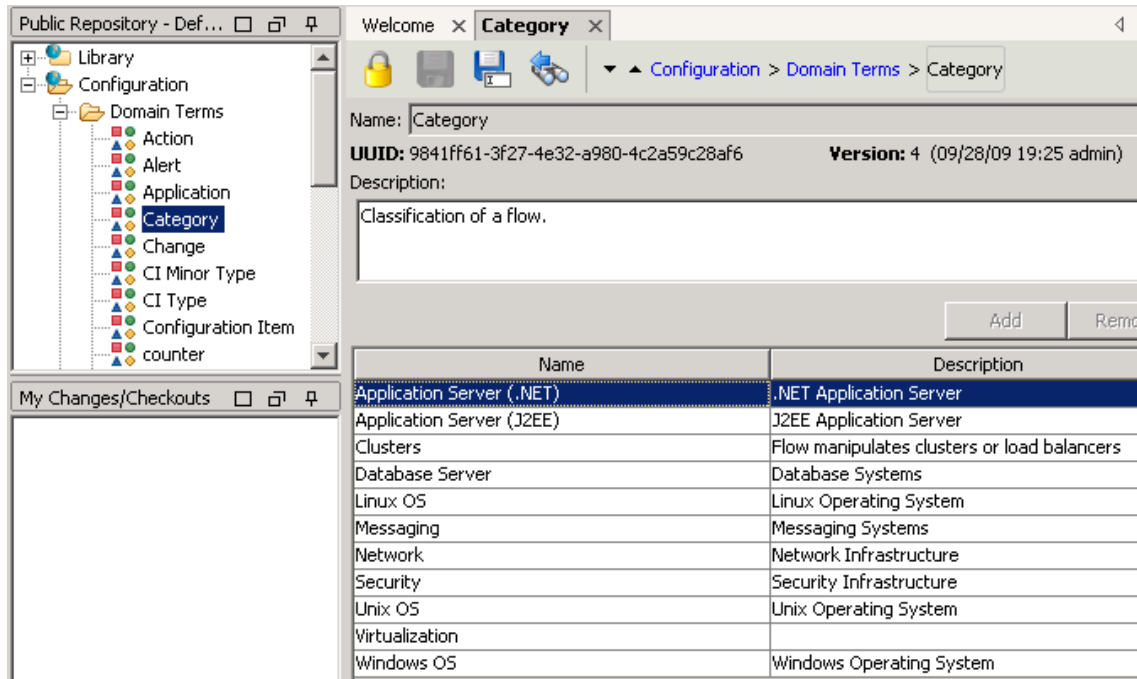 Public Repository - Def...
Library
Configuration
Domain Terms
Action
Alert
Application
Category
Change
CI Minor Type
CI Type
Configuration Item
counter
My Changes/Checkouts
Welcome Category
Configuration > Domain Terms > Category
Name: Category
UUID: 9841ff61-3f27-4e32-a980-4c2a59c28af6 Version: 4 (09/28/09 19:25 admin)
Description:
Classification of a flow.
Add Remo
Name Description
Application Server (.NET) .NET Application Server
Application Server (J2EE) J2EE Application Server
Clusters Flow manipulates clusters or load balancers
Database Server Database Systems
Linux OS Linux Operating System
Messaging Messaging Systems
Network Network Infrastructure
Security Security Infrastructure
Unix OS Unix Operating System
Virtualization
Windows OS Windows Operating System